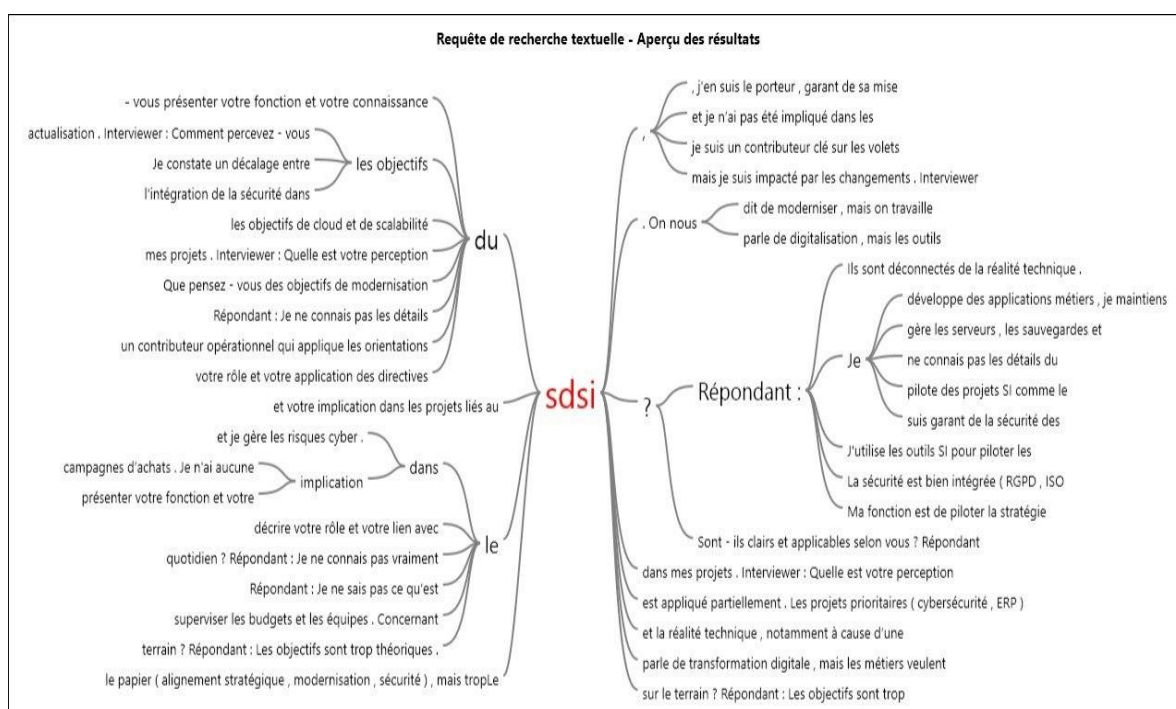 Requête de recherche textuelle - Aperçu des résultats
- vous présenter votre fonction et votre connaissance
actualisation . Interviewer : Comment percevez - vous
Je constate un décalage entre
l'intégration de la sécurité dans
les objectifs
les objectifs de cloud et de scalabilité
mes projets . Interviewer : Quelle est votre perception
Que pensez - vous des objectifs de modernisation
Répondant : Je ne connais pas les détails
un contributeur opérationnel qui applique les orientations
votre rôle et votre application des directives
du
et votre implication dans les projets liés au
et je gère les risques cyber .
campagnes d'achats . Je n'ai aucune
présenter votre fonction et votre
implication
dans
décrire votre rôle et votre lien avec
quotidien ? Répondant : Je ne connais pas vraiment
Répondant : Je ne sais pas ce qu'est
superviser les budgets et les équipes . Concernant
terrain ? Répondant : Les objectifs sont trop théoriques .
le
le papier ( alignement stratégique , modernisation , sécurité ) , mais tropLe
sdsi
,
, j'en suis le porteur , garant de sa mise
et je n'ai pas été impliqué dans les
je suis un contributeur clé sur les volets
mais je suis impacté par les changements . Interviewer
. On nous
dit de moderniser , mais on travaille
parle de digitalisation , mais les outils
?
Répondant :
Ils sont déconnectés de la réalité technique .
Je
développe des applications métiers , je maintiens
gère les serveurs , les sauvegardes et
ne connais pas les détails du
pilote des projets SI comme le
suis garant de la sécurité des
J'utilise les outils SI pour piloter les
La sécurité est bien intégrée ( RGPD , ISO
Ma fonction est de piloter la stratégie
Sont - ils clairs et applicables selon vous ? Répondant
dans mes projets . Interviewer : Quelle est votre perception
est appliqué partiellement . Les projets prioritaires ( cybersécurité , ERP )
et la réalité technique , notamment à cause d'une
parle de transformation digitale , mais les métiers veulent
sur le terrain ? Répondant : Les objectifs sont trop